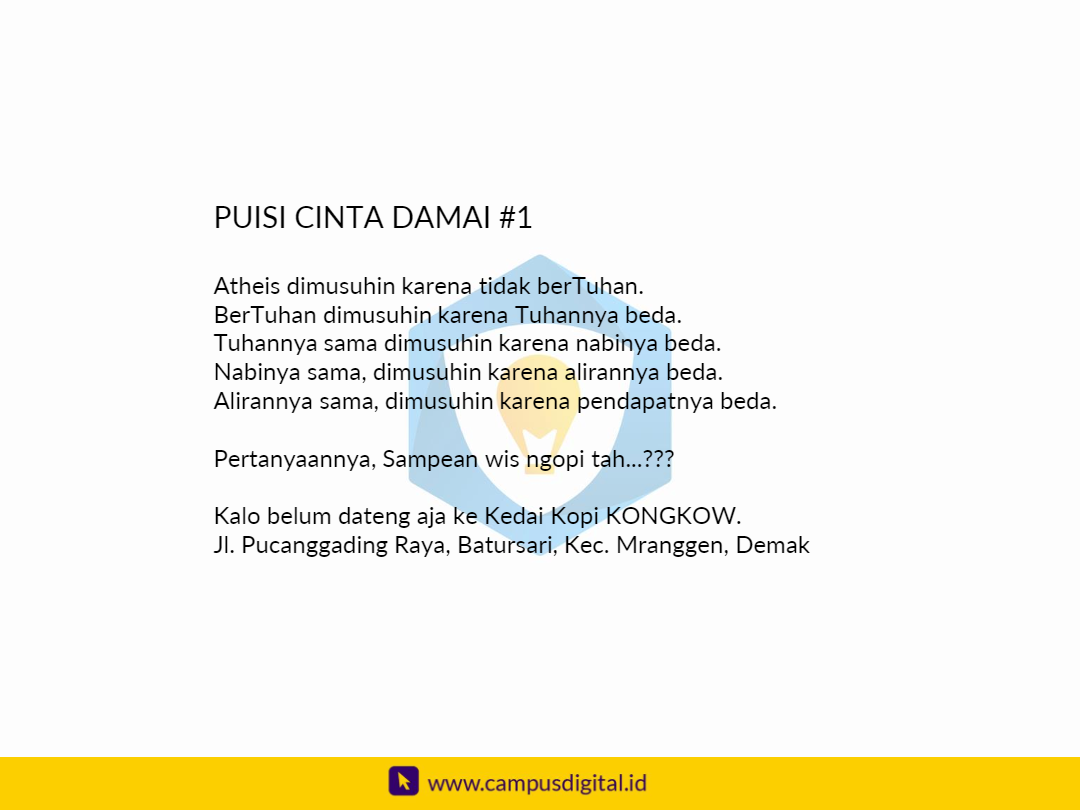 PUISI CINTA DAMAI #1
Atheis dimusuhin karena tidak berTuhan.
BerTuhan dimusuhin karena Tuhannya beda.
Tuhannya sama dimusuhin karena nabinya beda.
Nabinya sama, dimusuhin karena alirannya beda.
Alirannya sama, dimusuhin karena pendapatnya beda.
Pertanyaannya, Sampean wis ngopi tah...???
Kalo belum dateng aja ke Kedai Kopi KONGKOW.
Jl. Pucanggading Raya, Batursari, Kec. Mranggen, Demak
www.campusdigital.id